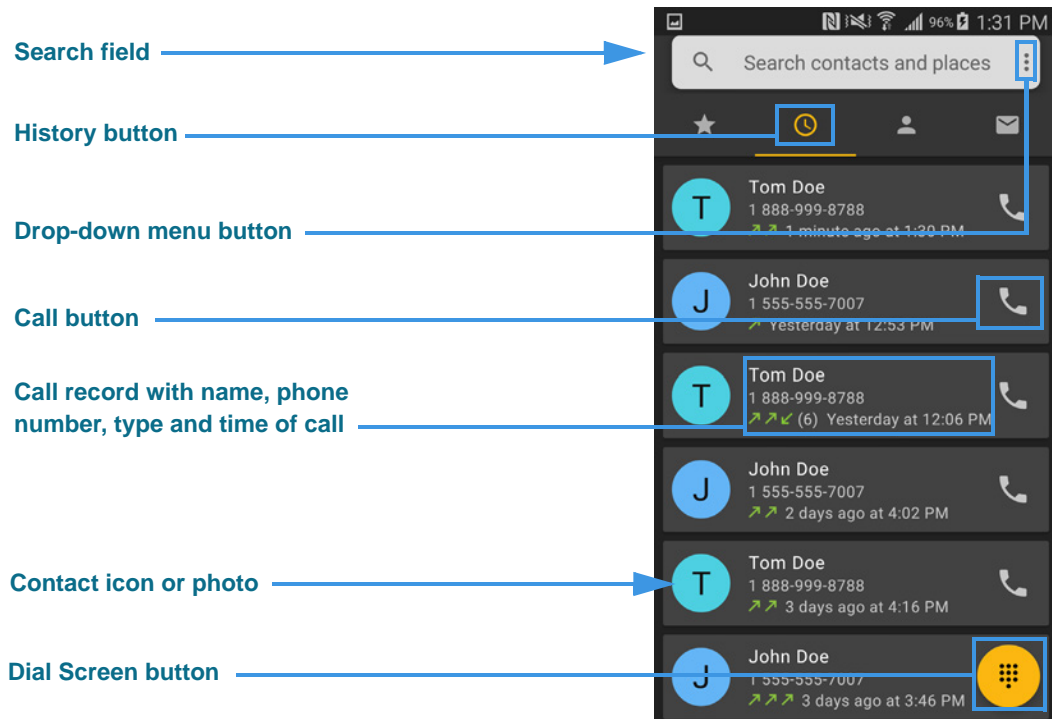 96% 1:31 PM
Search field
Search contacts and places
History button
Tom Doe
T
1 888-999-8788
1 minute ago at 1:30 PM
Drop-down menu button
John Doe
J
1 555-555-7007
Yesterday at 12:53 PM
Call button
Tom Doe
T
1 888-999-8788
(6) Yesterday at 12:06 PM
Call record with name, phone
number, type and time of call
John Doe
J
1 555-555-7007
2 days ago at 4:02 PM
Tom Doe
T
1 888-999-8788
3 days ago at 4:16 PM
Contact icon or photo
John Doe
J
1 555-555-7007
3 days ago at 3:46 PM
Dial Screen button